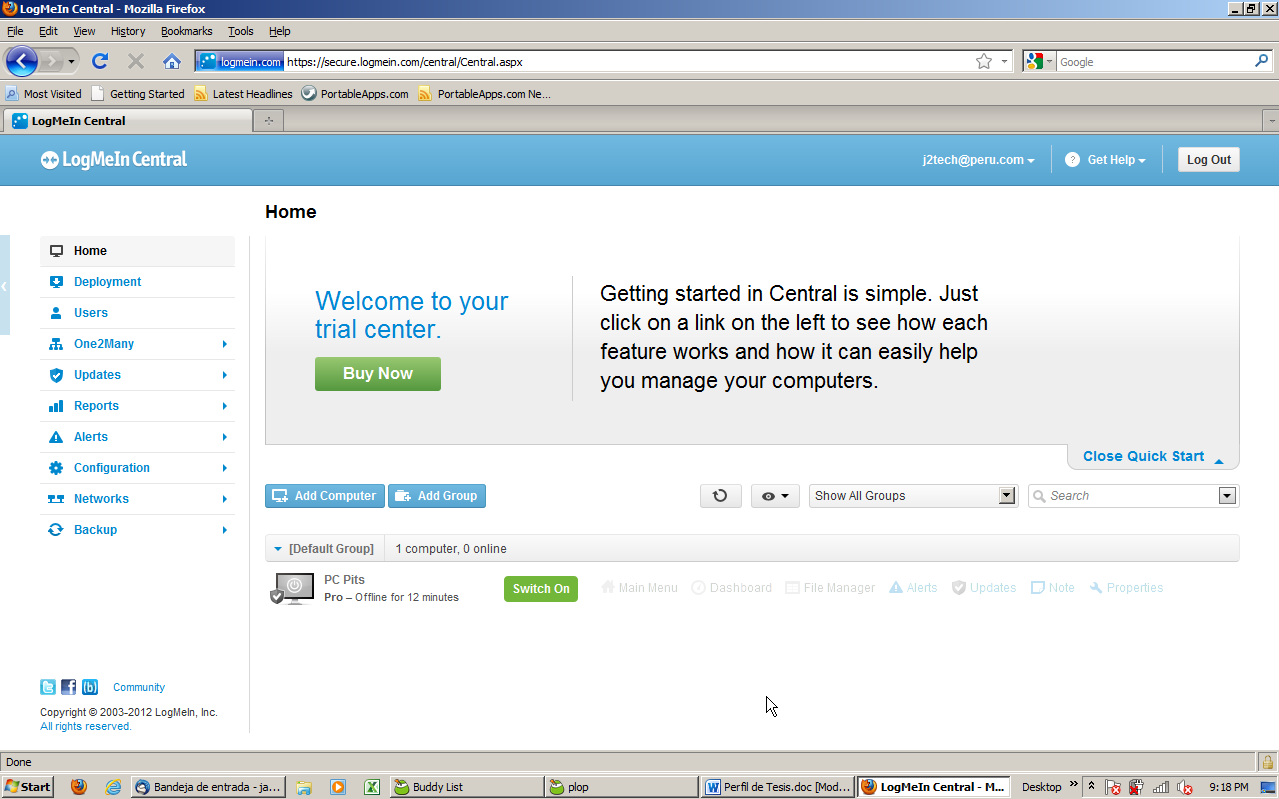 LogMeIn Central - Mozilla Firefox
File Edit View History Bookmarks Tools Help
logmein.com https://secure.logmein.com/central/Central.aspx Google
Most Visited Getting Started Latest Headlines PortableApps.com PortableApps.com Ne...
LogMeIn Central
LogMeIn Central j2tech@peru.com ? Get Help Log Out
Home
Home
Deployment
Users
One2Many
Updates
Reports
Alerts
Configuration
Networks
Backup
Welcome to your
trial center.
Buy Now
Getting started in Central is simple. Just
click on a link on the left to see how each
feature works and how it can easily help
you manage your computers.
Close Quick Start
Add Computer Add Group Show All Groups Search
[Default Group] 1 computer, 0 online
PC Pits
Pro – Offline for 12 minutes
Switch On Main Menu Dashboard File Manager Alerts Updates Note Properties
Community
Copyright © 2003-2012 LogMeIn, Inc.
All rights reserved.
Done
Start Bandeja de entrada - ja... Buddy List plop Perfil de Tesis.doc [Mod... LogMeIn Central - M... Desktop » 9:18 PM